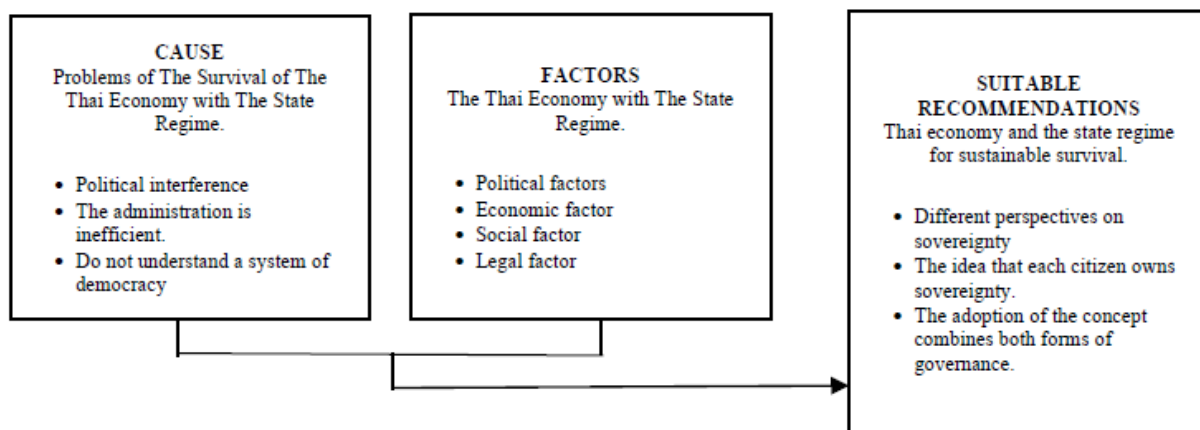 CAUSE
Problems of The Survival of The
Thai Economy with The State
Regime.
• Political interference
• The administration is
inefficient.
• Do not understand a system of
democracy
FACTORS
The Thai Economy with The State
Regime.
• Political factors
• Economic factor
• Social factor
• Legal factor
SUITABLE
RECOMMENDATIONS
Thai economy and the state regime
for sustainable survival.
• Different perspectives on
sovereignty
• The idea that each citizen owns
sovereignty.
• The adoption of the concept
combines both forms of
governance.